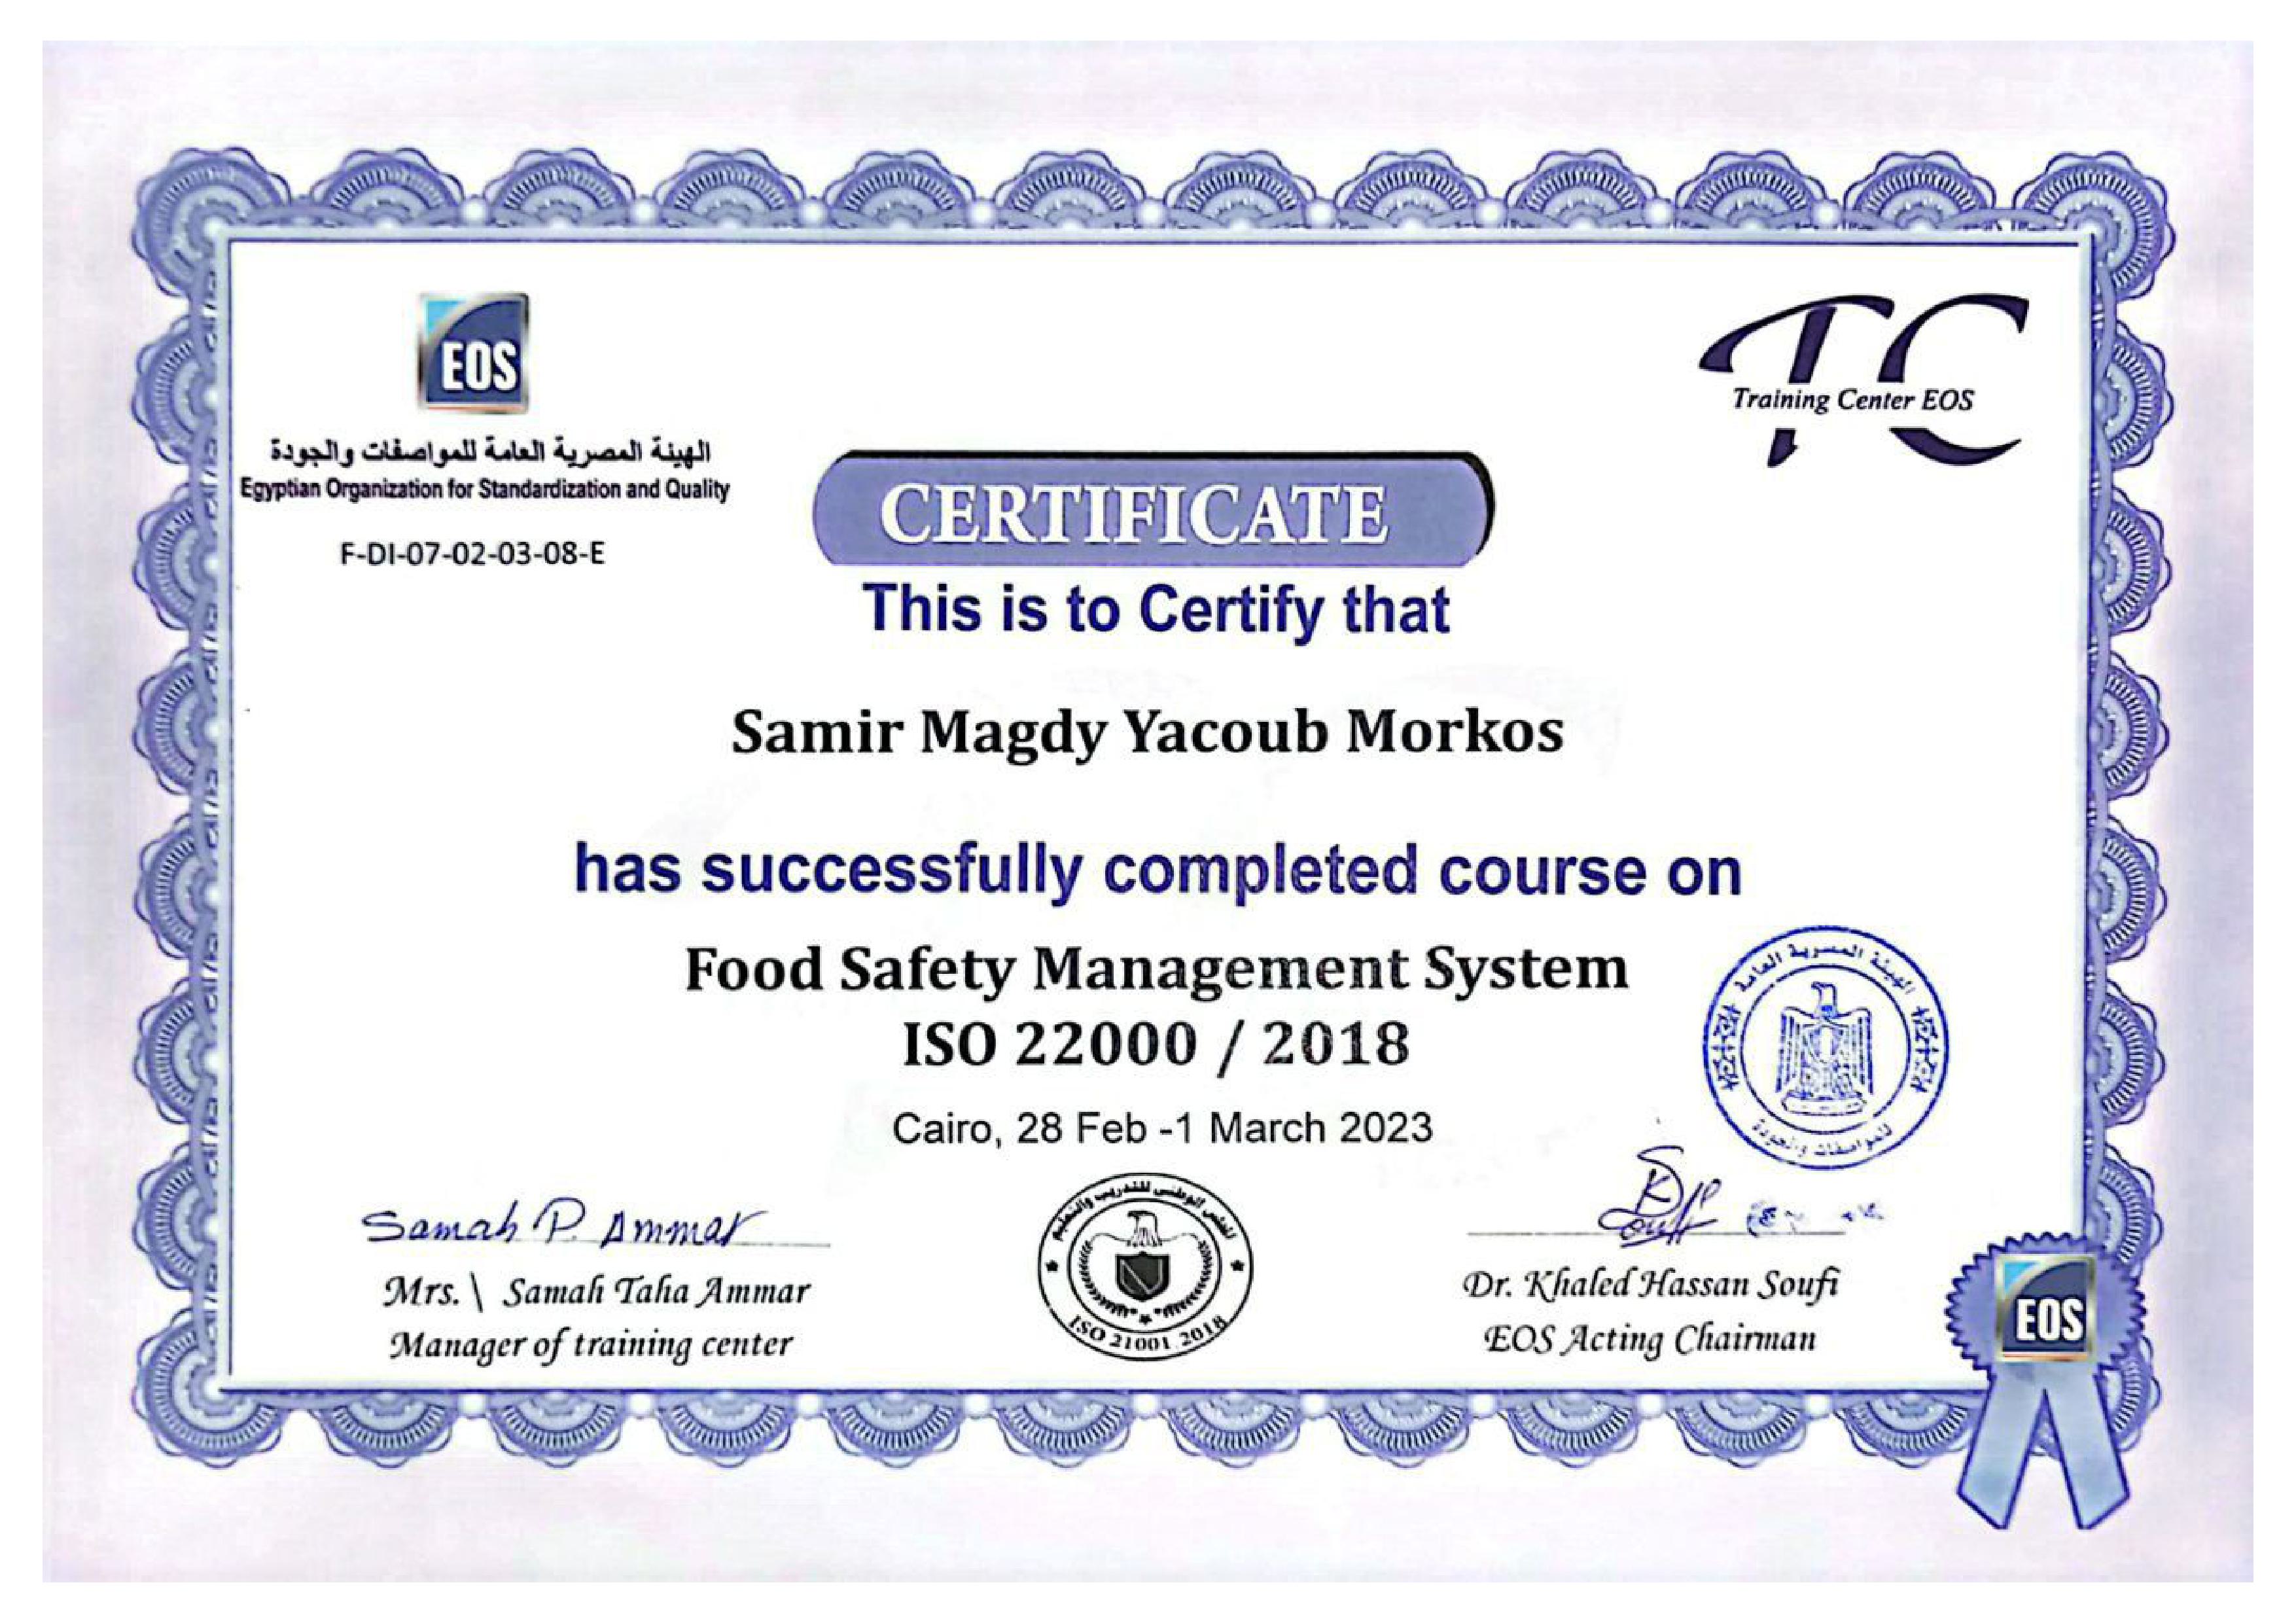 EOS
الهيئة المصرية العامة للمواصفات والجودة
Egyptian Organization for Standardization and Quality
F-DI-07-02-03-08-E
TC
Training Center EOS
CERTIFICATE
This is to Certify that
Samir Magdy Yacoub Morkos
has successfully completed course on
Food Safety Management System
ISO 22000 / 2018
Cairo, 28 Feb -1 March 2023
الهيئة المصرية العامة
للمواصفات والجودة
Samah P. Ammar
Mrs. \ Samah Taha Ammar
Manager of training center
المجلس الوطنى للتدريب والتعليم
ISO 21001 2018
Dr. Khaled Hassan Soufi
EOS Acting Chairman
EOS